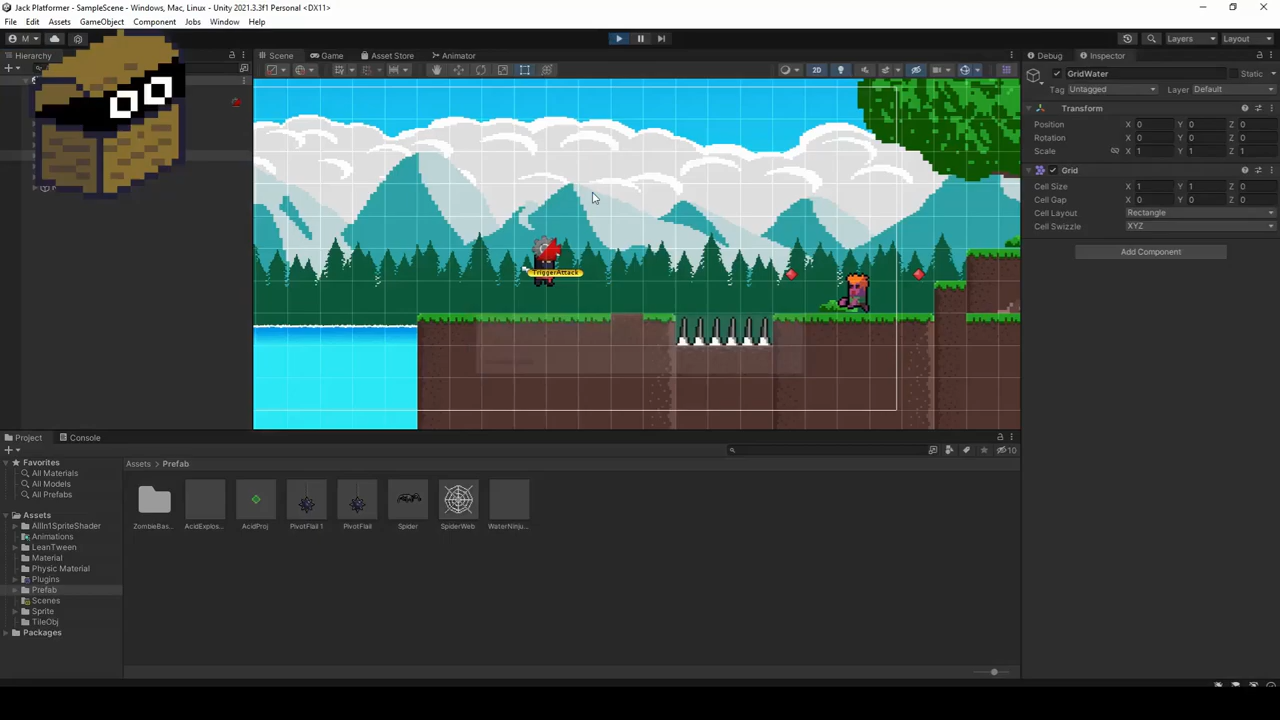 Jack Platformer - SampleScene - Windows, Mac, Linux - Unity 2021.3.3f1 Personal <DX11>
File Edit Assets GameObject Component Jobs Window Help
M
Layers Layout
Hierarchy
Scene Game Asset Store Animator
Debug Inspector
2D
GridWater Static
Tag Untagged Layer Default
Transform
Position X 0 Y 0 Z 0
Rotation X 0 Y 0 Z 0
Scale X 1 Y 1 Z 1
Grid
Cell Size X 1 Y 1 Z 0
Cell Gap X 0 Y 0 Z 0
Cell Layout Rectangle
Cell Swizzle XYZ
Add Component
TriggerAttack
Project Console
10
Favorites
All Materials
All Models
All Prefabs
Assets
AllIn1SpriteShader
Animations
LeanTween
Material
Physic Material
Plugins
Prefab
Scenes
Sprite
TileObj
Packages
Assets Prefab
ZombieBas... AcidExplos... AcidProj PivotFlail 1 PivotFlail Spider SpiderWeb WaterNinju...